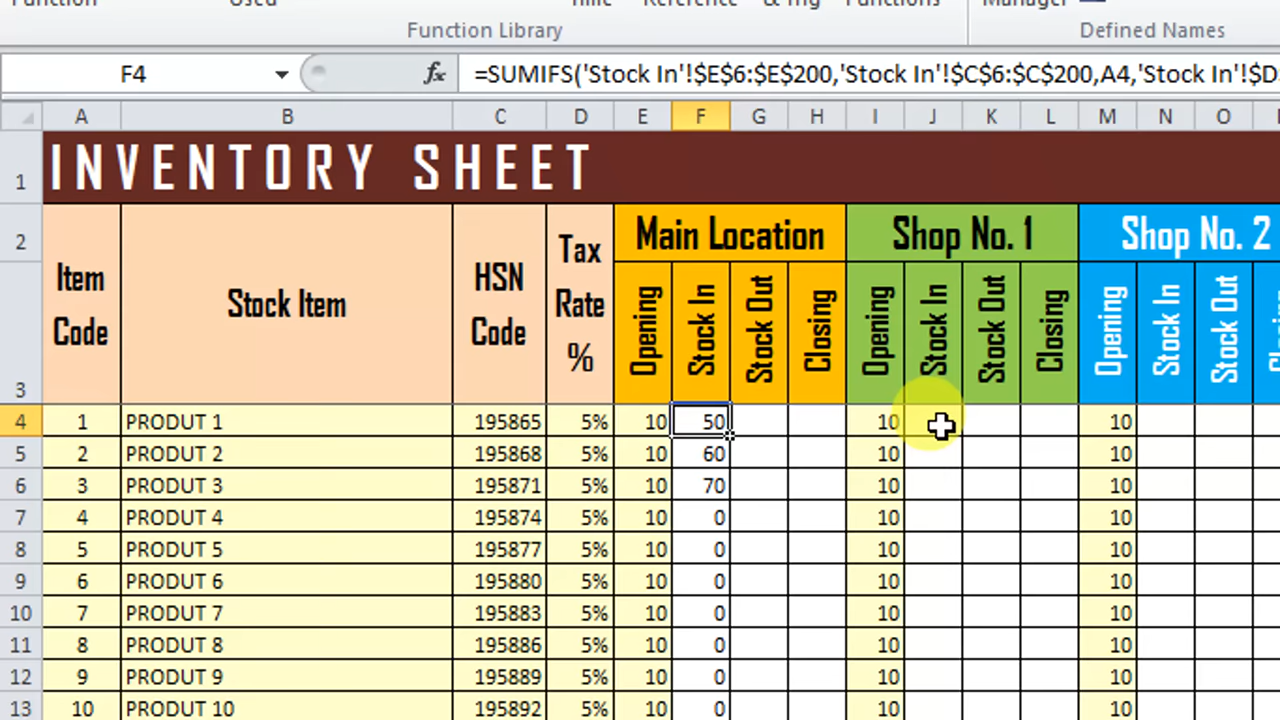 Function Used Time Reference & Trig Functions Manager
Function Library Defined Names
F4 fx =SUMIFS('Stock In'!$E$6:$E$200,'Stock In'!$C$6:$C$200,A4,'Stock In'!$D
A B C D E F G H I J K L M N O
1 INVENTORY SHEET
2 Item Code Stock Item HSN Code Tax Rate % Main Location Shop No. 1 Shop No. 2
3 Opening Stock In Stock Out Closing Opening Stock In Stock Out Closing Opening Stock In Stock Out
4 1 PRODUT 1 195865 5% 10 50 10 10
5 2 PRODUT 2 195868 5% 10 60 10 10
6 3 PRODUT 3 195871 5% 10 70 10 10
7 4 PRODUT 4 195874 5% 10 0 10 10
8 5 PRODUT 5 195877 5% 10 0 10 10
9 6 PRODUT 6 195880 5% 10 0 10 10
10 7 PRODUT 7 195883 5% 10 0 10 10
11 8 PRODUT 8 195886 5% 10 0 10 10
12 9 PRODUT 9 195889 5% 10 0 10 10
13 10 PRODUT 10 195892 5% 10 0 10 10